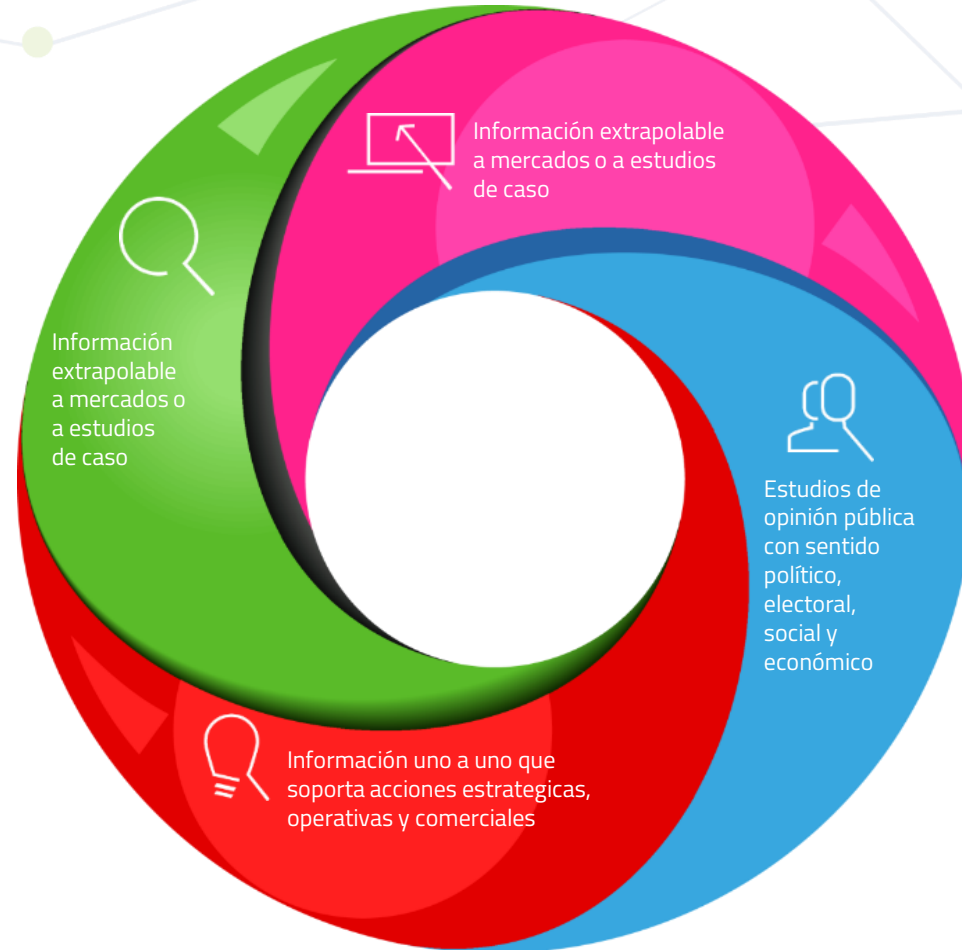 Información extrapolable
a mercados o a estudios
de caso
Información
extrapolable
a mercados o
a estudios
de caso
Estudios de
opinión pública
con sentido
político,
electoral,
social y
económico
Información uno a uno que
soporta acciones estrategicas,
operativas y comerciales